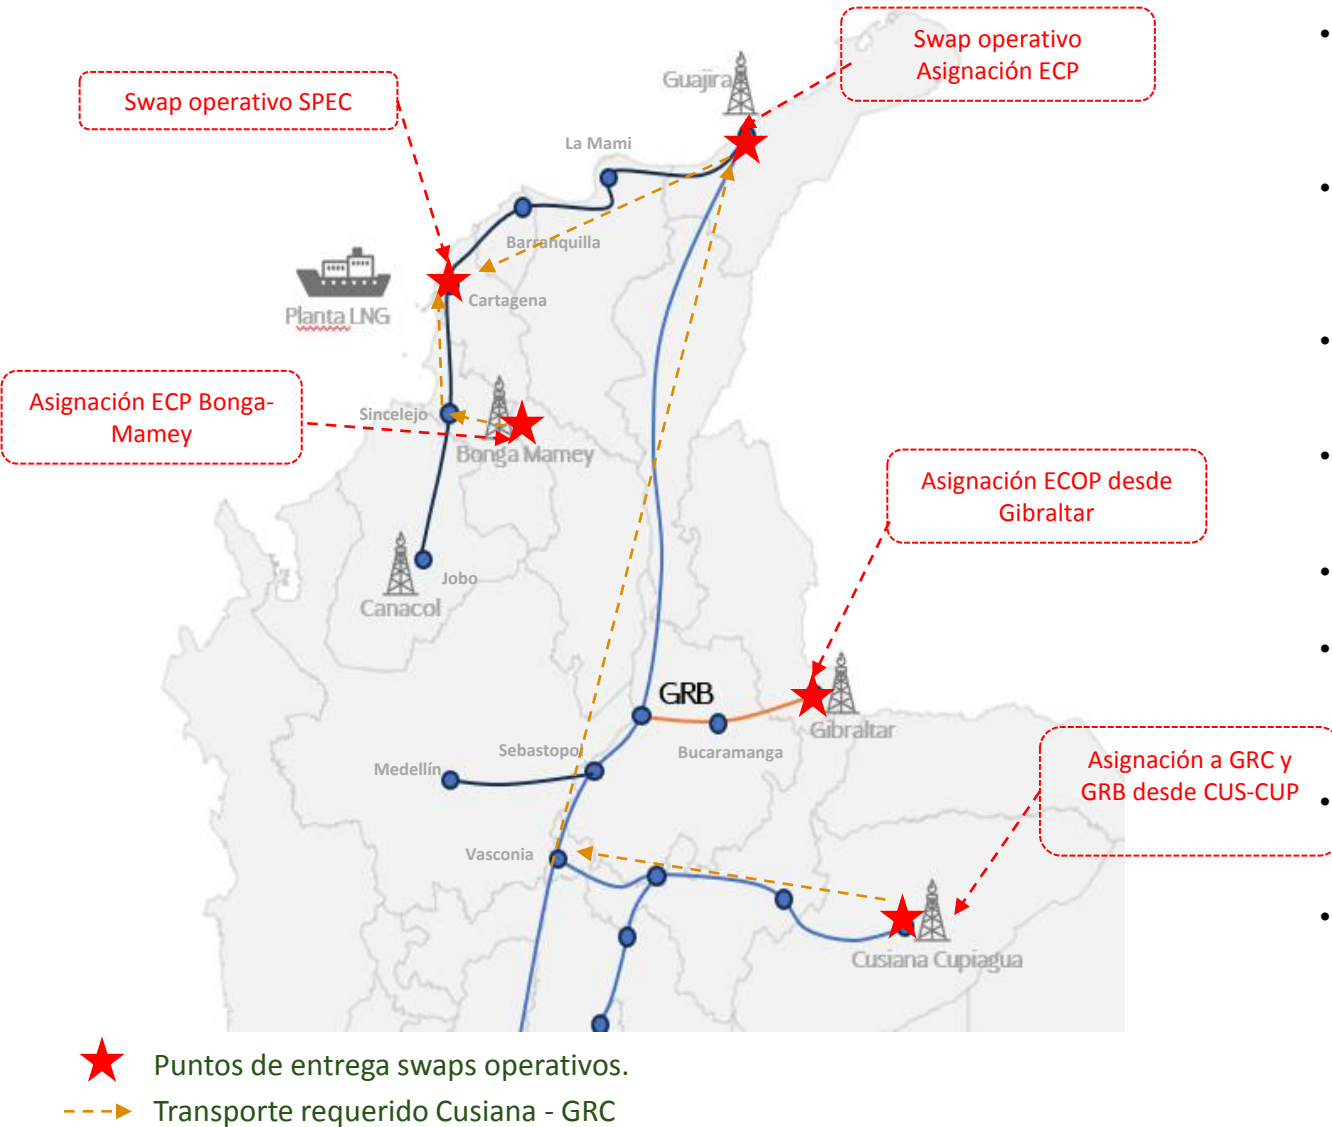 Swap operativo
Asignación ECP
Guajira
Swap operativo SPEC
La Mami
Barranquilla
Planta LNG
Cartagena
Asignación ECP Bonga-
Mamey
Sincelejo
Bonga Mamey
Asignación ECOP desde
Gibraltar
Jobo
Canacol
GRB
Gibraltar
Sebastopol
Bucaramanga
Medellín
Asignación a GRC y
GRB desde CUS-CUP
Vasconia
Cusiana Cupiagua
Puntos de entrega swaps operativos.
Transporte requerido Cusiana - GRC